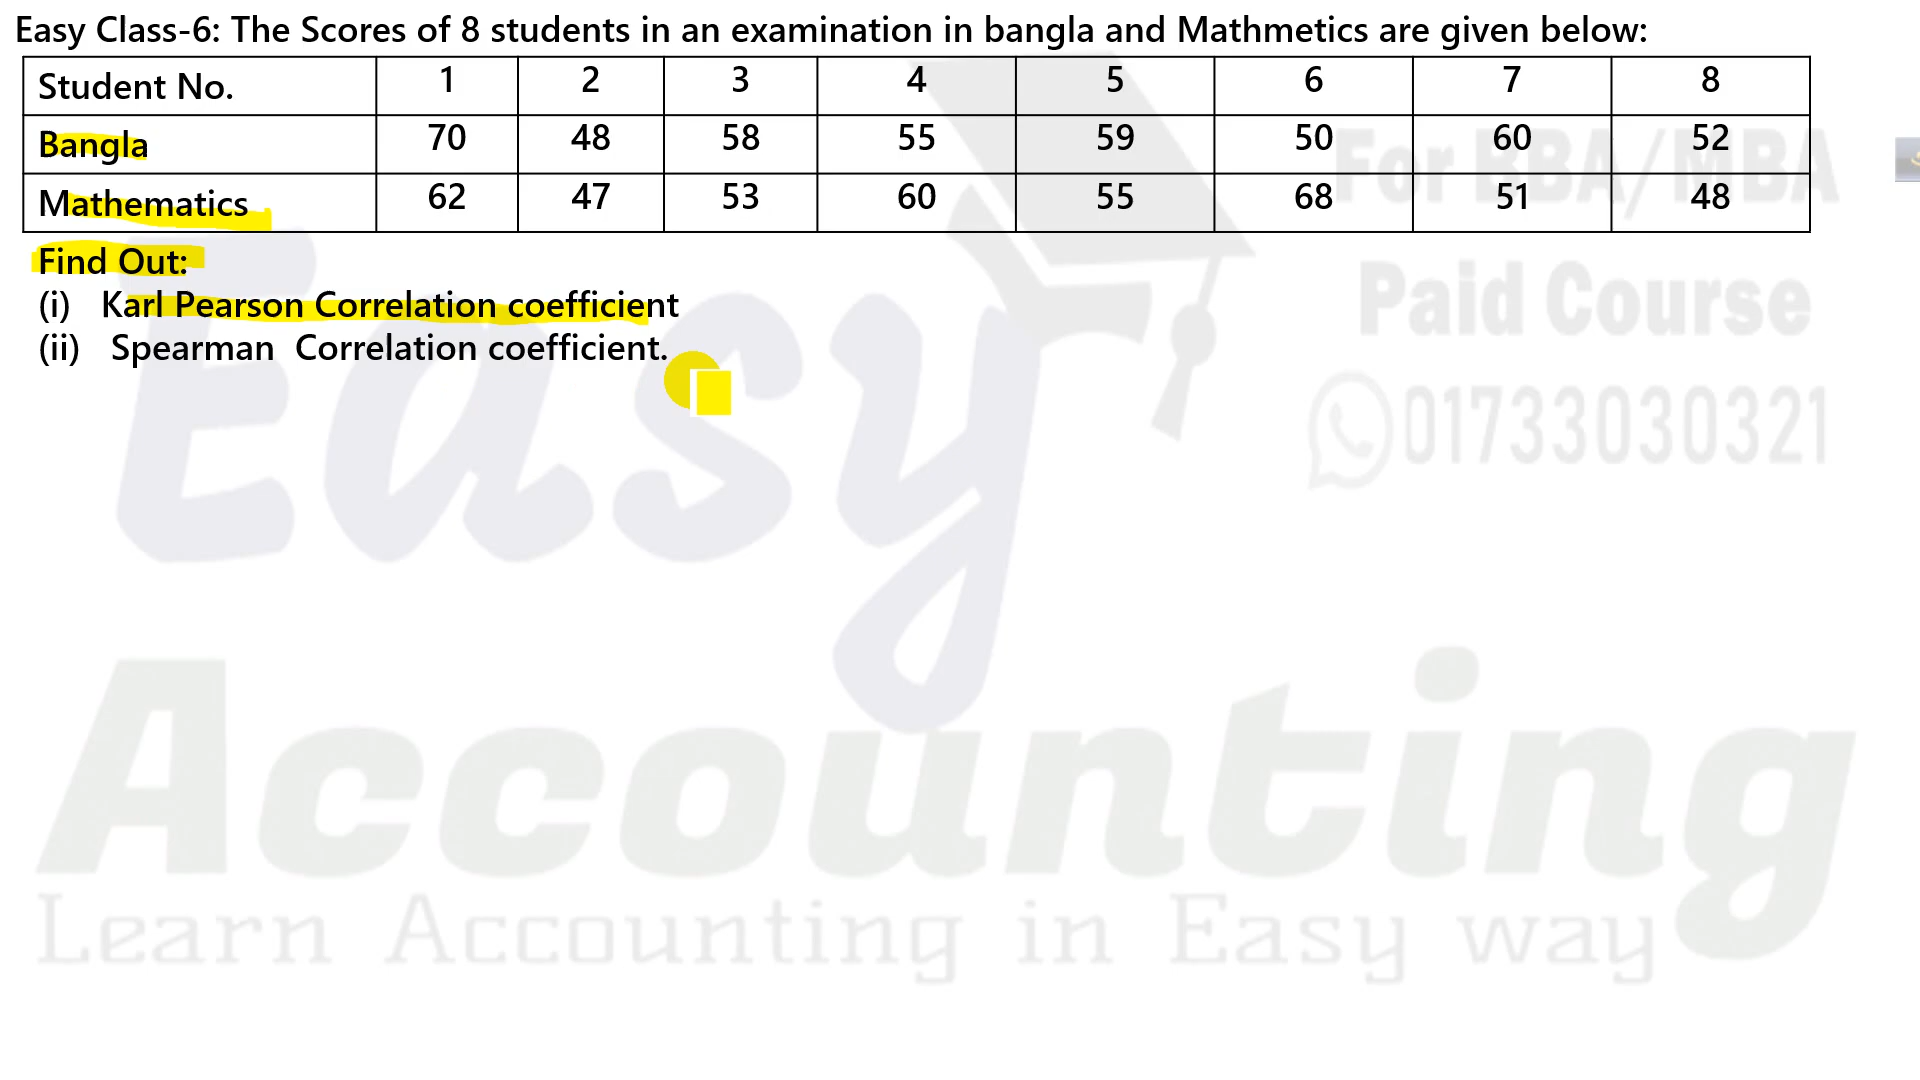 Easy Class-6: The Scores of 8 students in an examination in bangla and Mathmetics are given below:
Student No. 1 2 3 4 5 6 7 8
Bangla 70 48 58 55 59 50 60 52
Mathematics 62 47 53 60 55 68 51 48
Find Out:
(i) Karl Pearson Correlation coefficient
(ii) Spearman Correlation coefficient.
For BBA/MBA
Paid Course
01733030321
Easy
Accounting
Learn Accounting in Easy way